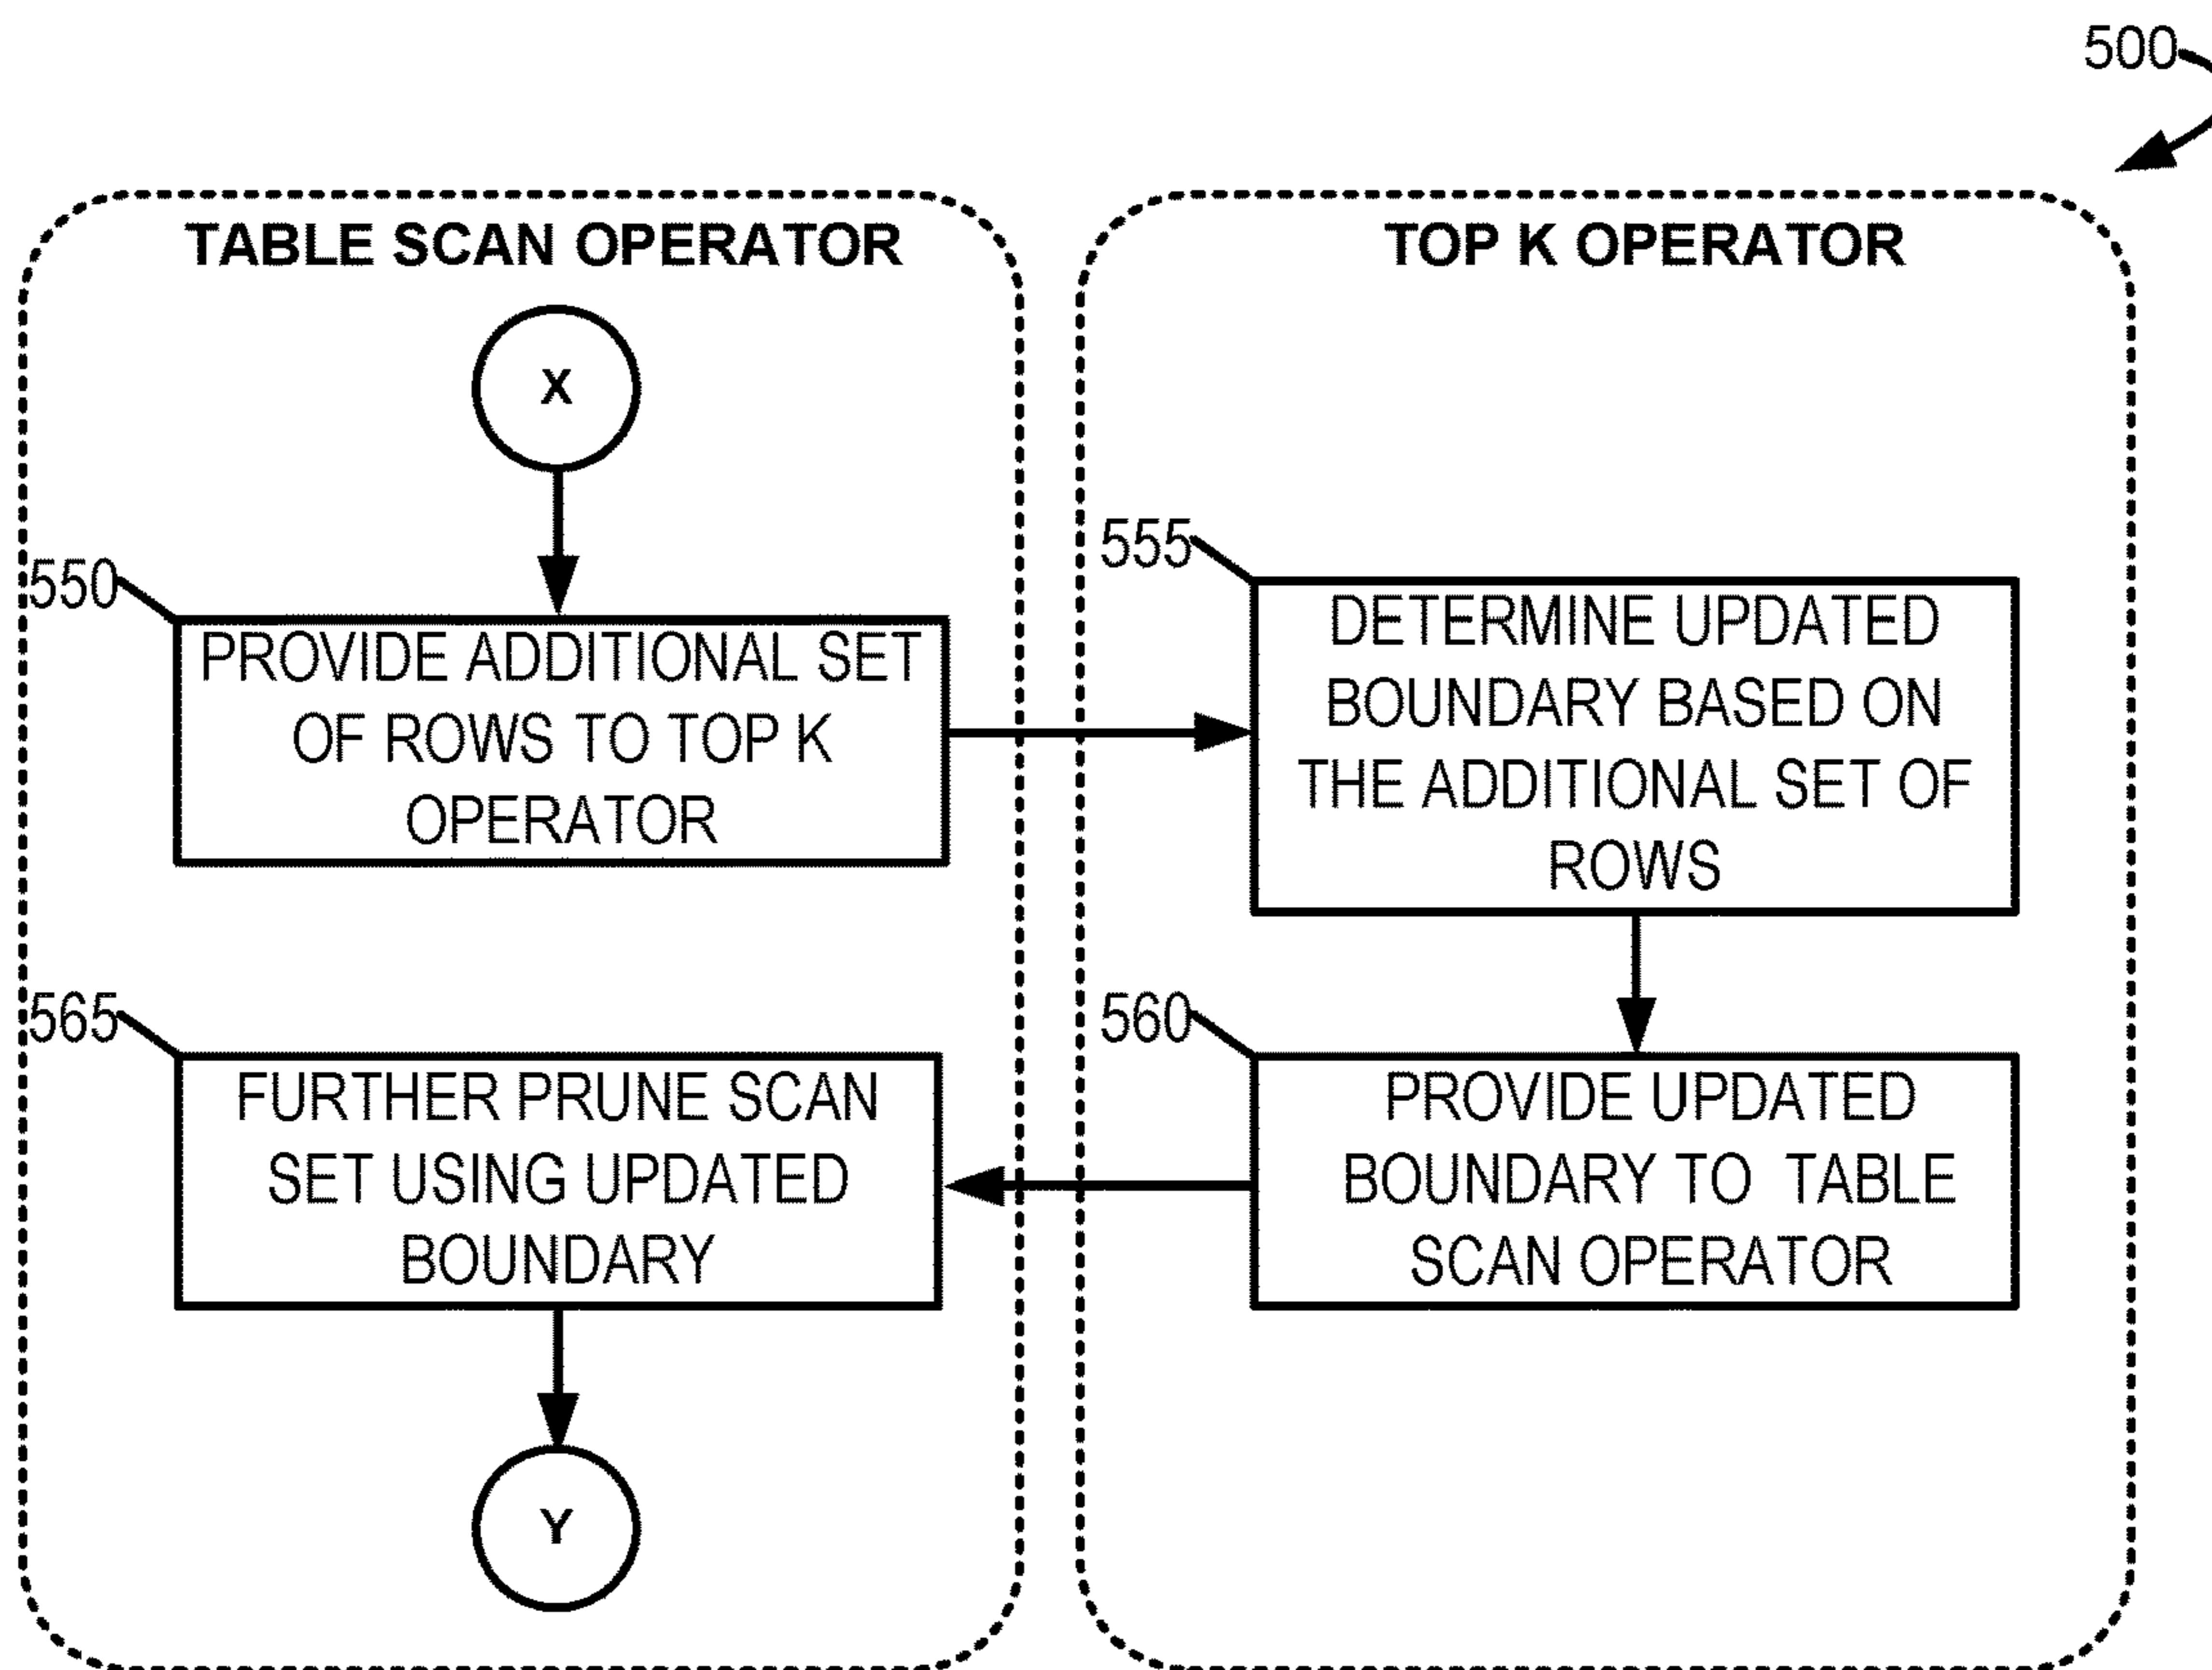 500
TABLE SCAN OPERATOR
X
550
PROVIDE ADDITIONAL SET
OF ROWS TO TOP K
OPERATOR
565
FURTHER PRUNE SCAN
SET USING UPDATED
BOUNDARY
Y
TOP K OPERATOR
555
DETERMINE UPDATED
BOUNDARY BASED ON
THE ADDITIONAL SET OF
ROWS
560
PROVIDE UPDATED
BOUNDARY TO TABLE
SCAN OPERATOR